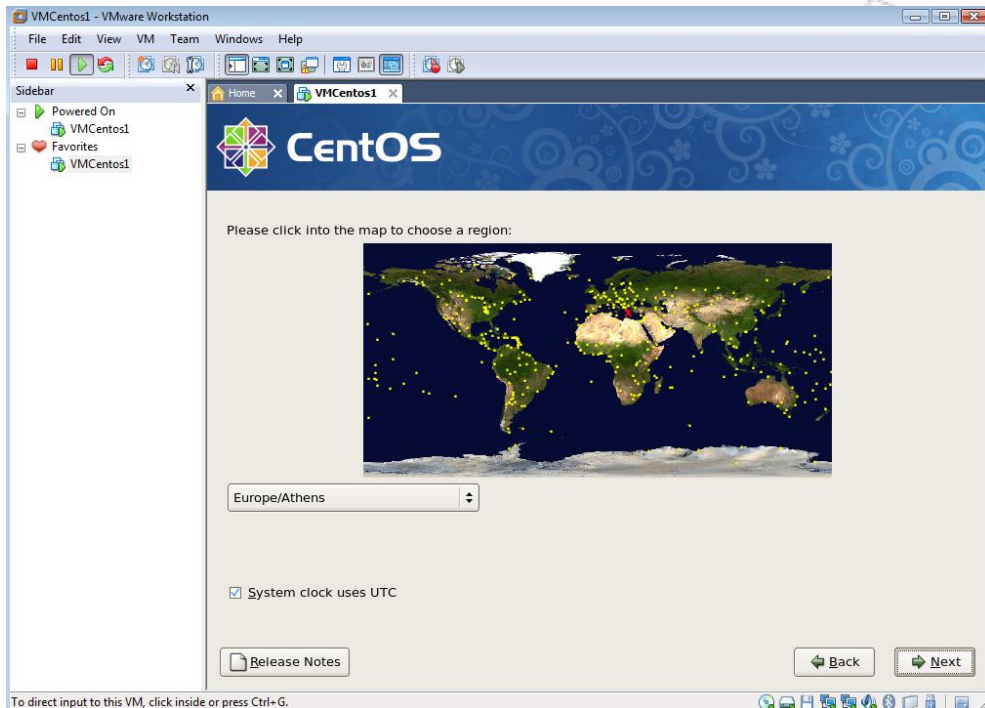 VMCentos1 - VMware Workstation
File Edit View VM Team Windows Help
Sidebar ×
Powered On
VMCentos1
Favorites
VMCentos1
Home × VMCentos1 ×
CentOS
Please click into the map to choose a region:
Europe/Athens
System clock uses UTC
Release Notes
Back
Next
To direct input to this VM, click inside or press Ctrl+G.